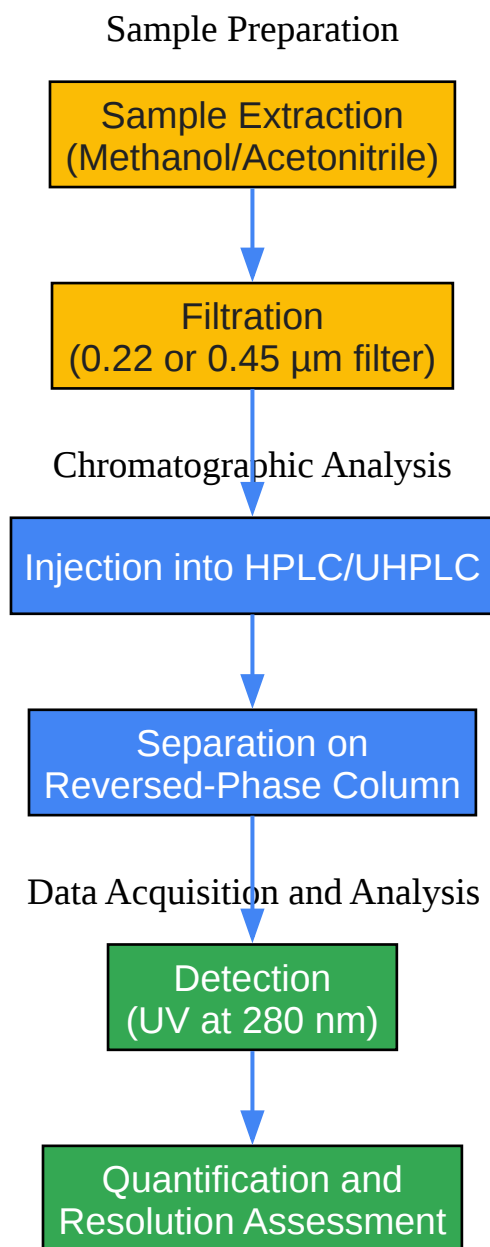 Sample Preparation
Sample Extraction
(Methanol/Acetonitrile)
Filtration
(0.22 or 0.45 µm filter)
Chromatographic Analysis
Injection into HPLC/UHPLC
Separation on
Reversed-Phase Column
Data Acquisition and Analysis
Detection
(UV at 280 nm)
Quantification and
Resolution Assessment